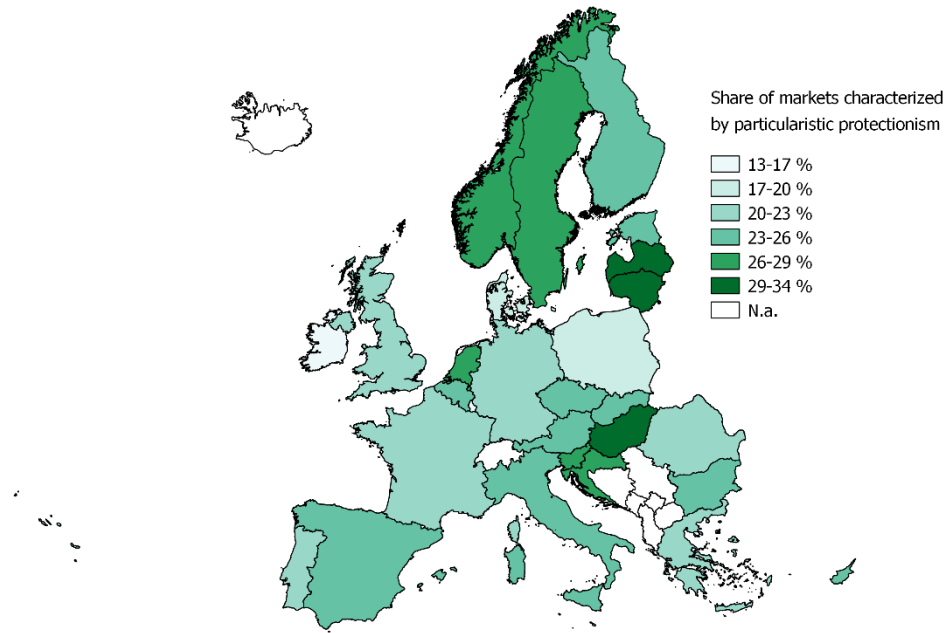 Share of markets characterized
by particularistic protectionism
13-17 %
17-20 %
20-23 %
23-26 %
26-29 %
29-34 %
N.a.